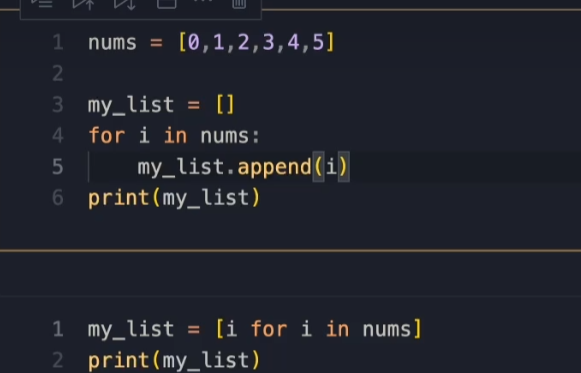 1 nums = [0,1,2,3,4,5]
2
3 my_list = []
4 for i in nums:
5     my_list.append(i)
6 print(my_list)
1 my_list = [i for i in nums]
2 print(my_list)